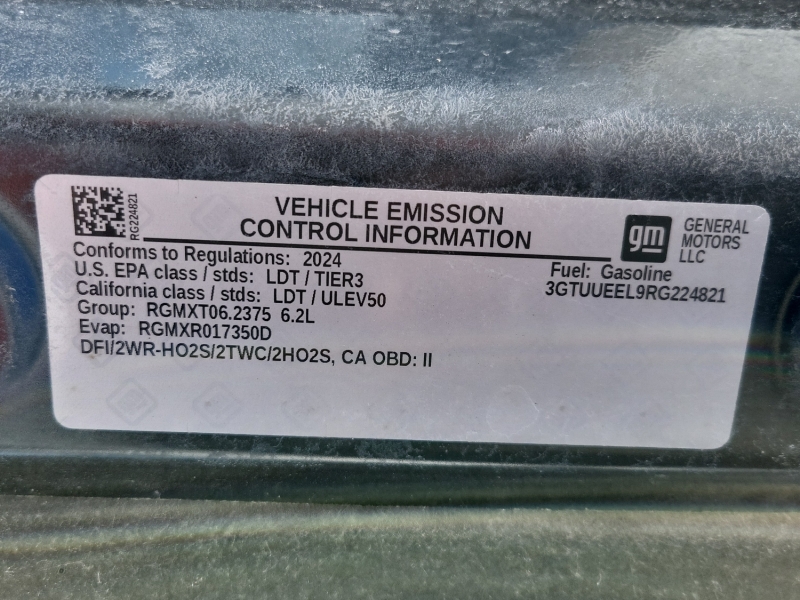 RG224821
VEHICLE EMISSION
CONTROL INFORMATION
gm
GENERAL
MOTORS
LLC
Conforms to Regulations: 2024
U.S. EPA class / stds: LDT / TIER3
California class / stds: LDT / ULEV50
Group: RGMXT06.2375 6.2L
Evap: RGMXR017350D
DFI/2WR-HO2S/2TWC/2HO2S, CA OBD: II
Fuel: Gasoline
3GTUUEEL9RG224821